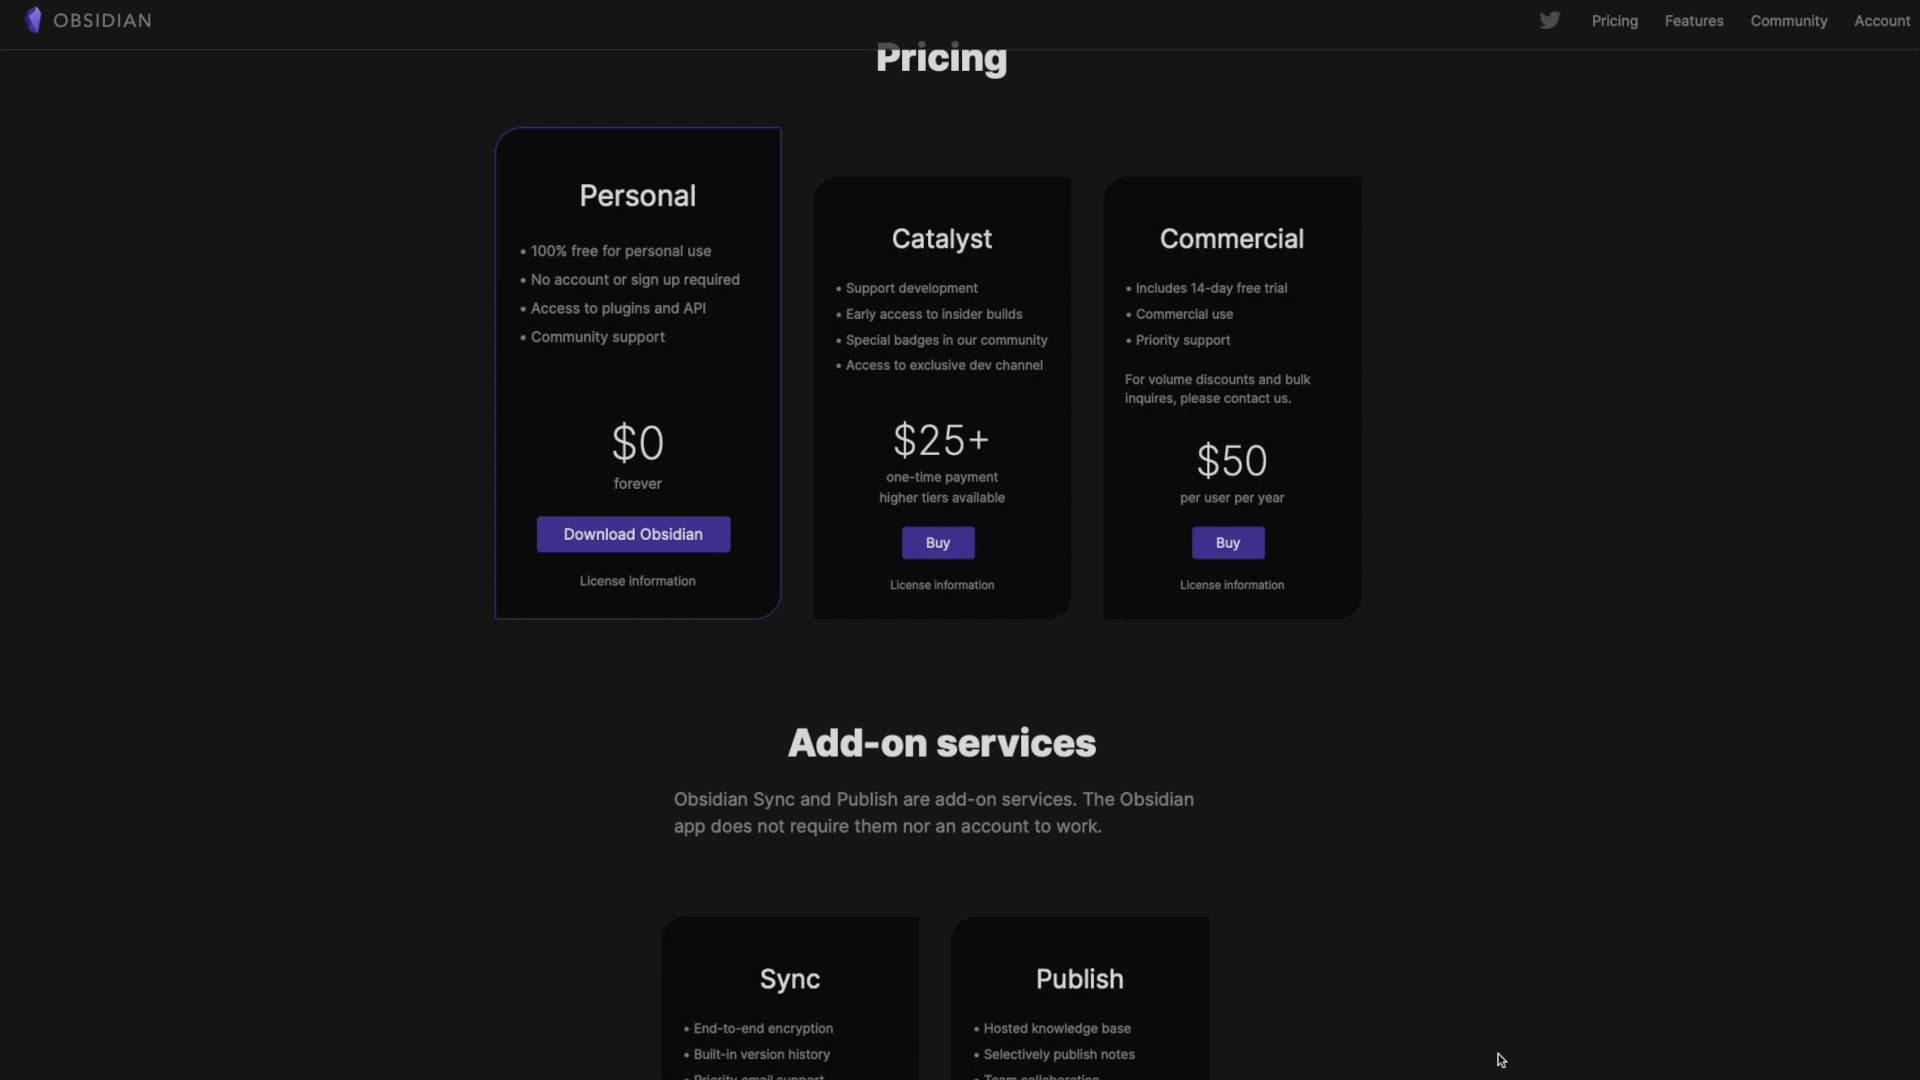 OBSIDIAN
Pricing Features Community Account
Pricing
Personal
• 100% free for personal use
• No account or sign up required
• Access to plugins and API
• Community support
$0
forever
Download Obsidian
License information
Catalyst
• Support development
• Early access to insider builds
• Special badges in our community
• Access to exclusive dev channel
$25+
one-time payment
higher tiers available
Buy
License information
Commercial
• Includes 14-day free trial
• Commercial use
• Priority support
For volume discounts and bulk
inquires, please contact us.
$50
per user per year
Buy
License information
Add-on services
Obsidian Sync and Publish are add-on services. The Obsidian
app does not require them nor an account to work.
Sync
• End-to-end encryption
• Built-in version history
• Priority email support
Publish
• Hosted knowledge base
• Selectively publish notes
• Team collaboration